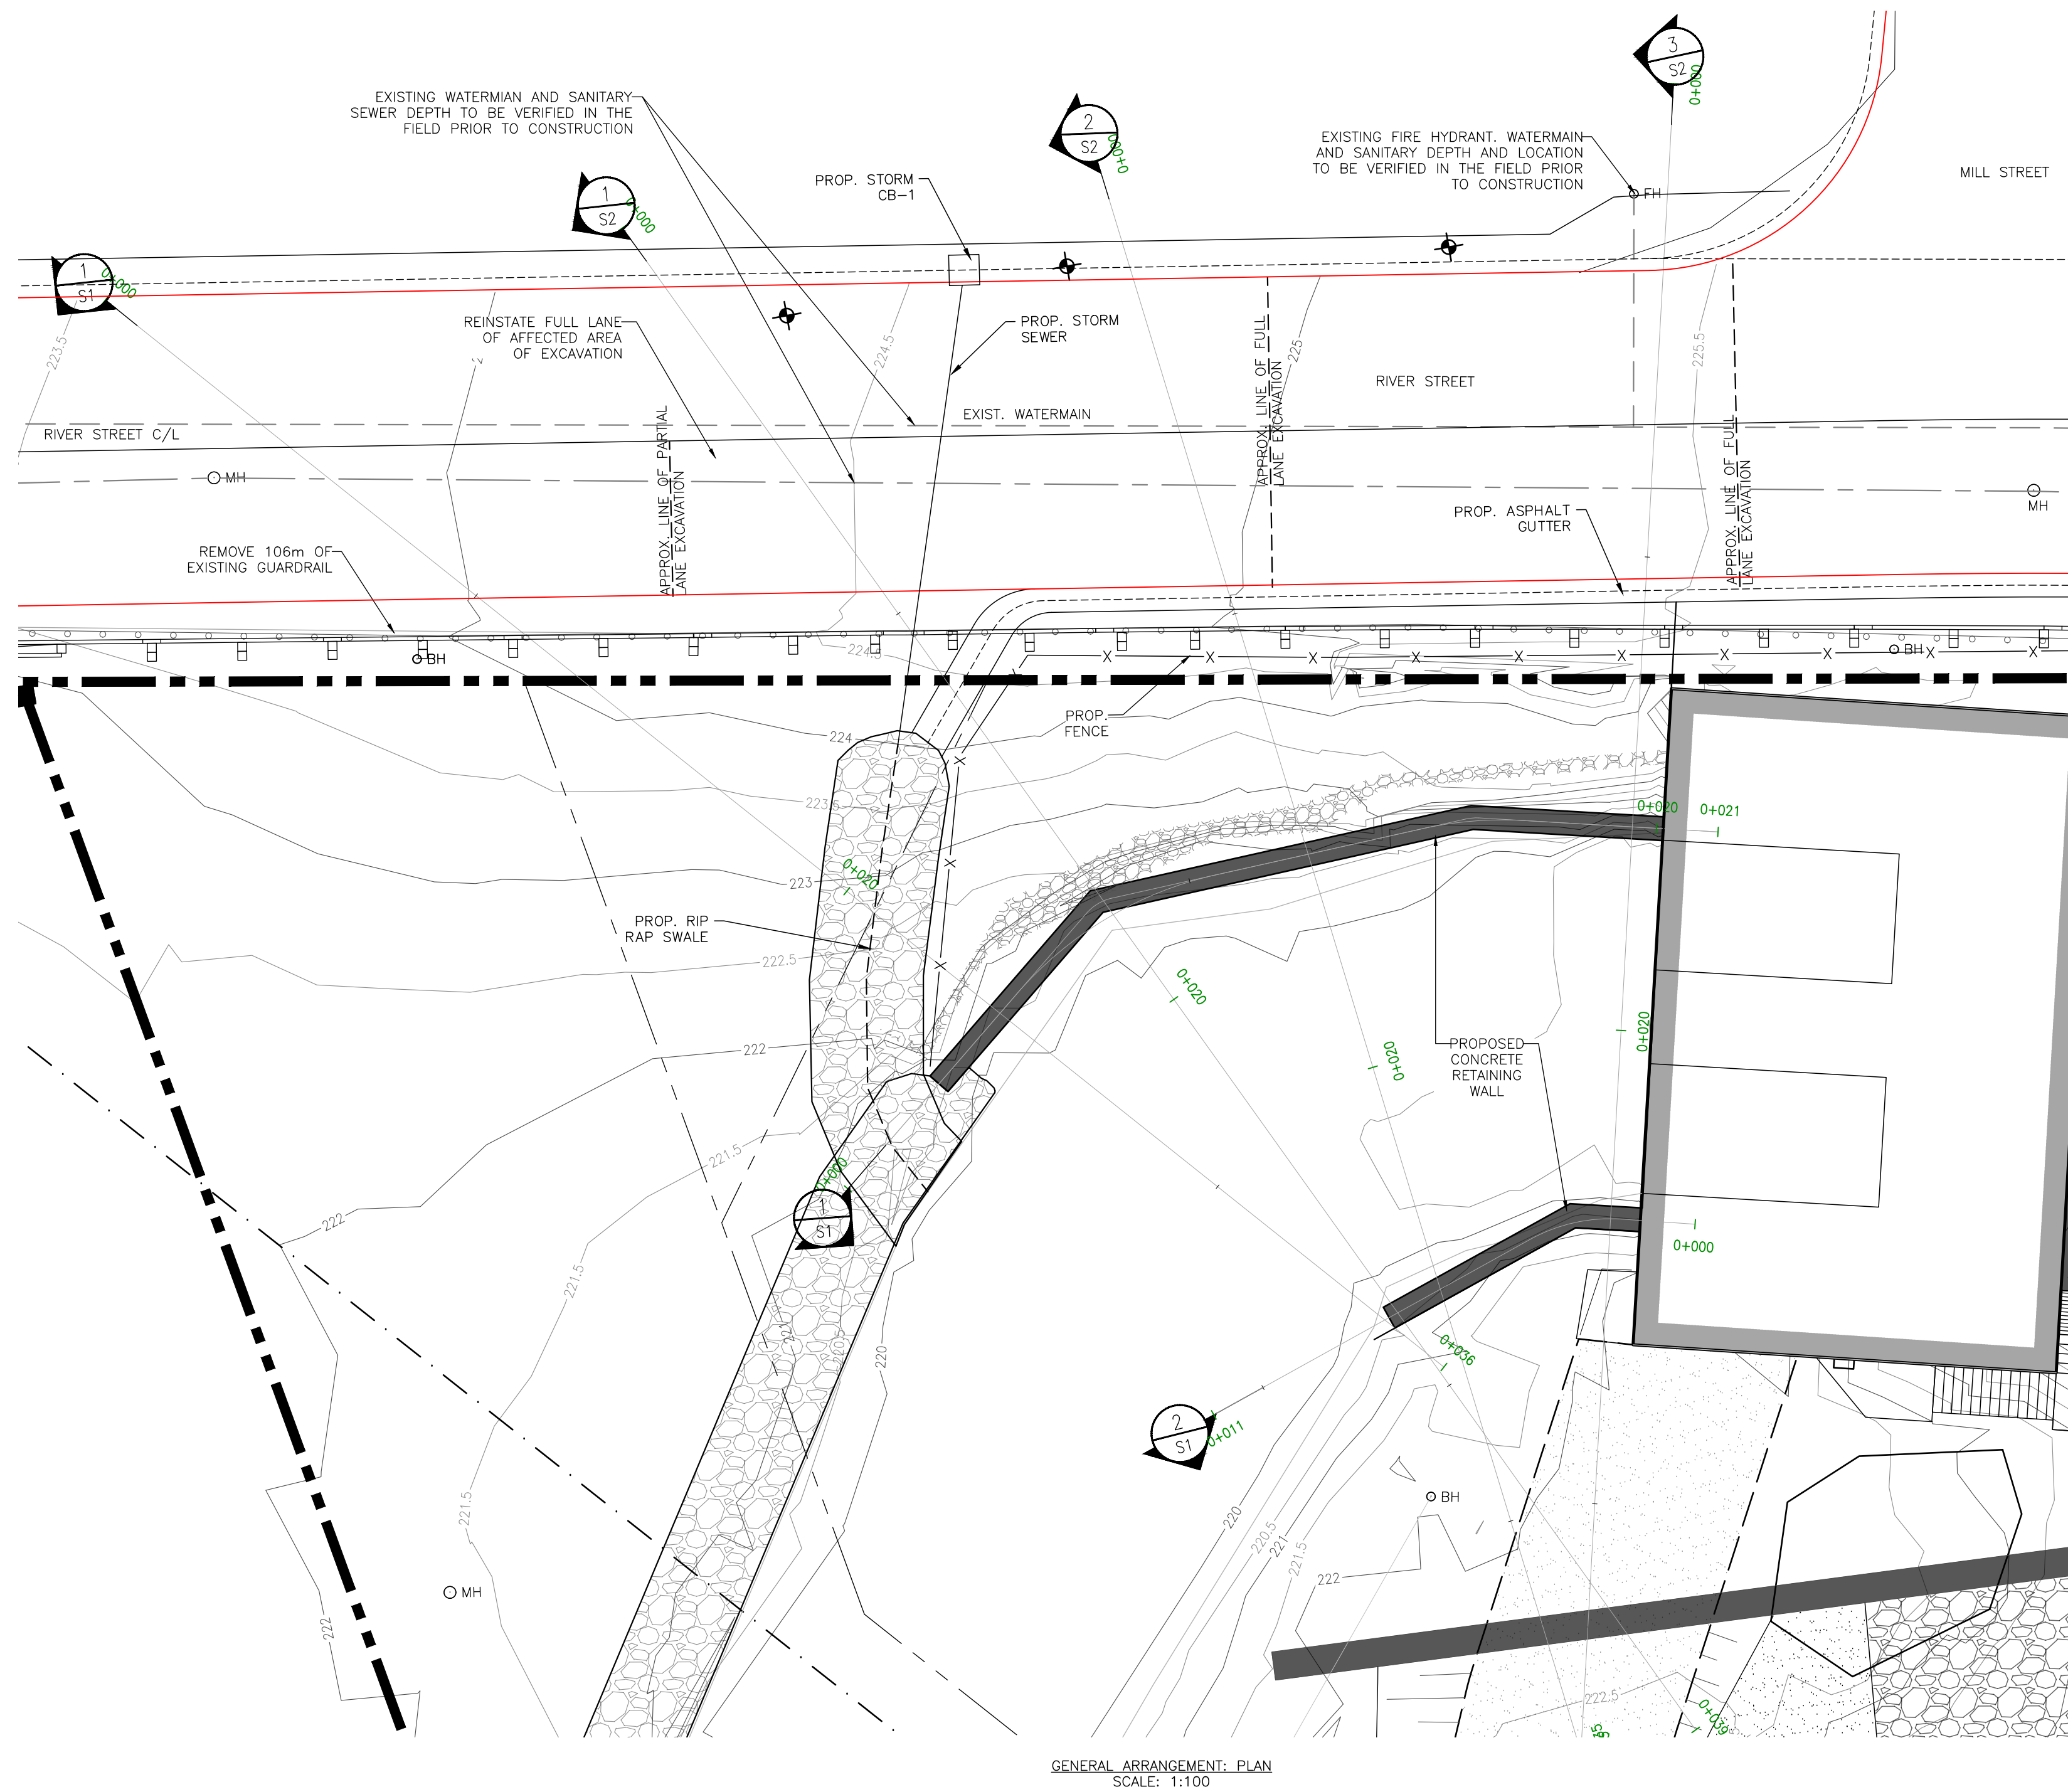 3
S2
0+000
EXISTING WATERMIAN AND SANITARY
SEWER DEPTH TO BE VERIFIED IN THE
FIELD PRIOR TO CONSTRUCTION
2
S2
0+000
EXISTING FIRE HYDRANT. WATERMAIN
AND SANITARY DEPTH AND LOCATION
TO BE VERIFIED IN THE FIELD PRIOR
TO CONSTRUCTION
FH
MILL STREET
1
S2
0+000
PROP. STORM
CB-1
1
S1
0+000
223.5
REINSTATE FULL LANE
OF AFFECTED AREA
OF EXCAVATION
224.5
PROP. STORM
SEWER
225
225.5
RIVER STREET
EXIST. WATERMAIN
RIVER STREET C/L
APPROX. LINE OF PARTIAL
LANE EXCAVATION
APPROX. LINE OF FULL
LANE EXCAVATION
APPROX. LINE OF FULL
LANE EXCAVATION
MH
MH
PROP. ASPHALT
GUTTER
REMOVE 106m OF
EXISTING GUARDRAIL
BH
224.5
BH
X X X X X X X X X X
PROP.
FENCE
224
X
223.5
0+020
0+021
X
223
0+020
PROP. RIP
RAP SWALE
222.5
X
0+020
0+020
0+020
222
PROPOSED
CONCRETE
RETAINING
WALL
221.5
0+000
1
S1
222
0+000
221.5
221
220.5
220
0+036
2
S1
0+011
221.5
BH
220
220.5
221
221.5
222
MH
222
222.5
0+039
GENERAL ARRANGEMENT: PLAN
SCALE: 1:100